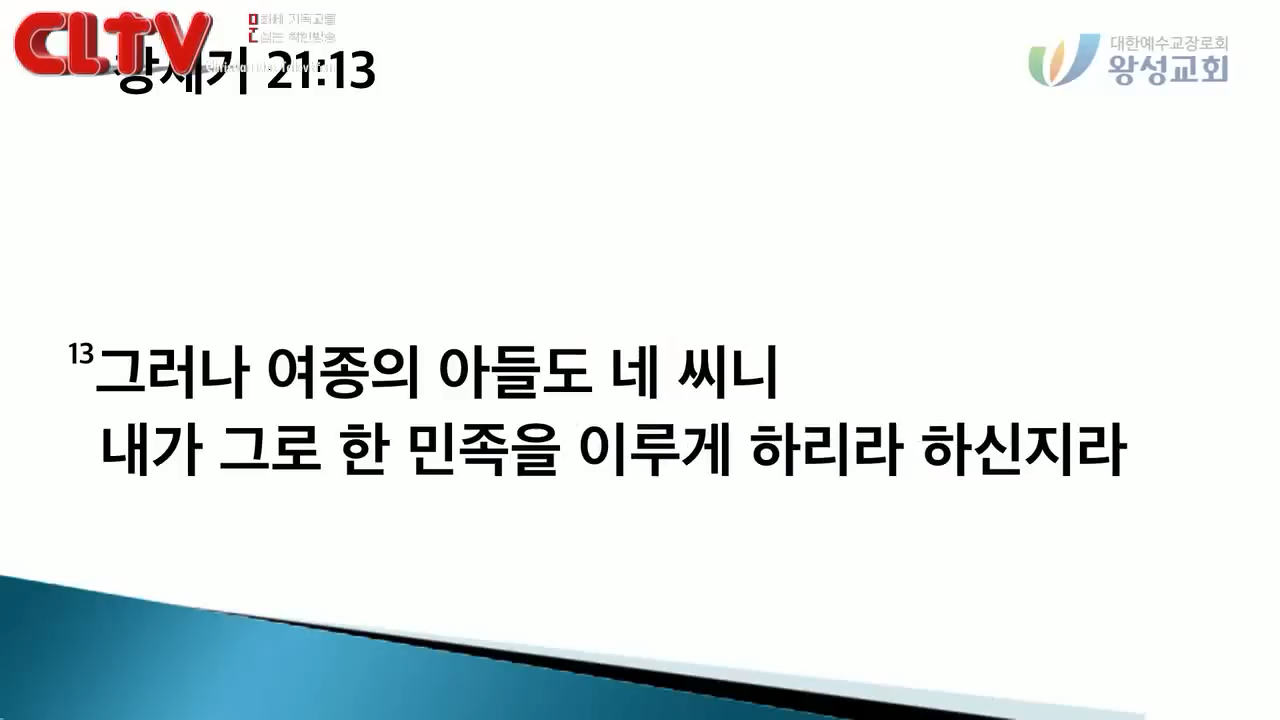 CLTV
창세기 21:13
대한예수교장로회
왕성교회
13 그러나 여종의 아들도 네 씨니
내가 그로 한 민족을 이루게 하리라 하신지라